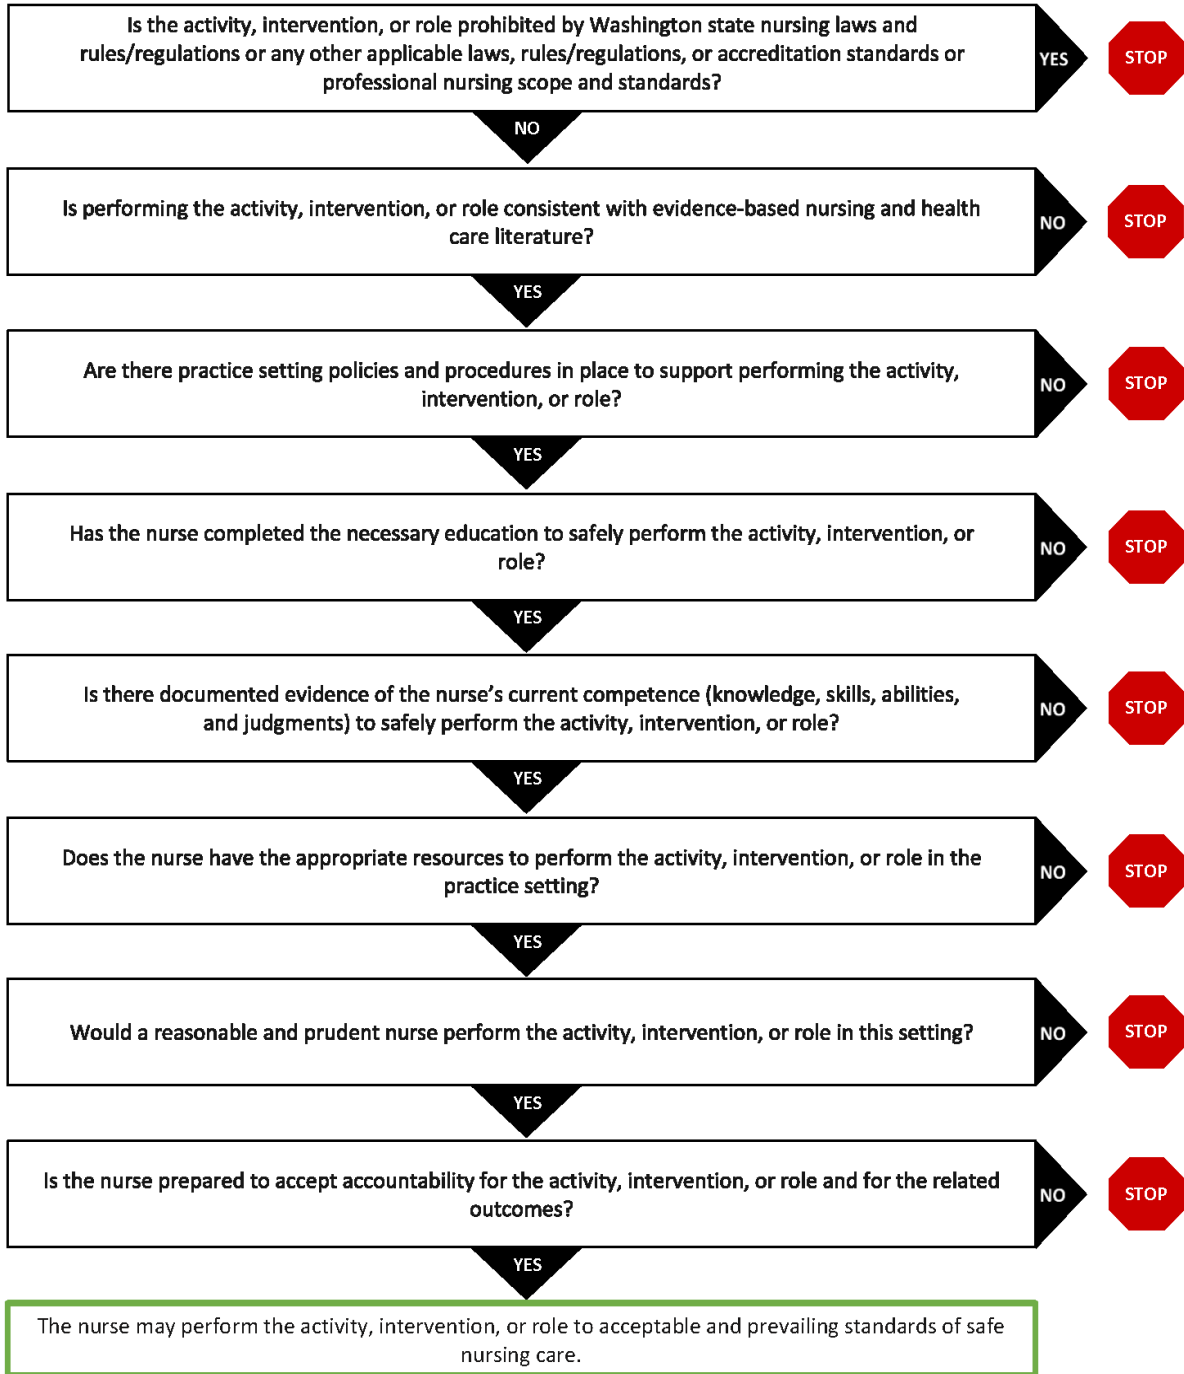 Is the activity, intervention, or role prohibited by Washington state nursing laws and
rules/regulations or any other applicable laws, rules/regulations, or accreditation standards or
professional nursing scope and standards?
YES
STOP
NO
Is performing the activity, intervention, or role consistent with evidence-based nursing and health
care literature?
NO
STOP
YES
Are there practice setting policies and procedures in place to support performing the activity,
intervention, or role?
NO
STOP
YES
Has the nurse completed the necessary education to safely perform the activity, intervention, or
role?
NO
STOP
YES
Is there documented evidence of the nurse’s current competence (knowledge, skills, abilities,
and judgments) to safely perform the activity, intervention, or role?
NO
STOP
YES
Does the nurse have the appropriate resources to perform the activity, intervention, or role in the
practice setting?
NO
STOP
YES
Would a reasonable and prudent nurse perform the activity, intervention, or role in this setting?
NO
STOP
YES
Is the nurse prepared to accept accountability for the activity, intervention, or role and for the related
outcomes?
NO
STOP
YES
The nurse may perform the activity, intervention, or role to acceptable and prevailing standards of safe
nursing care.